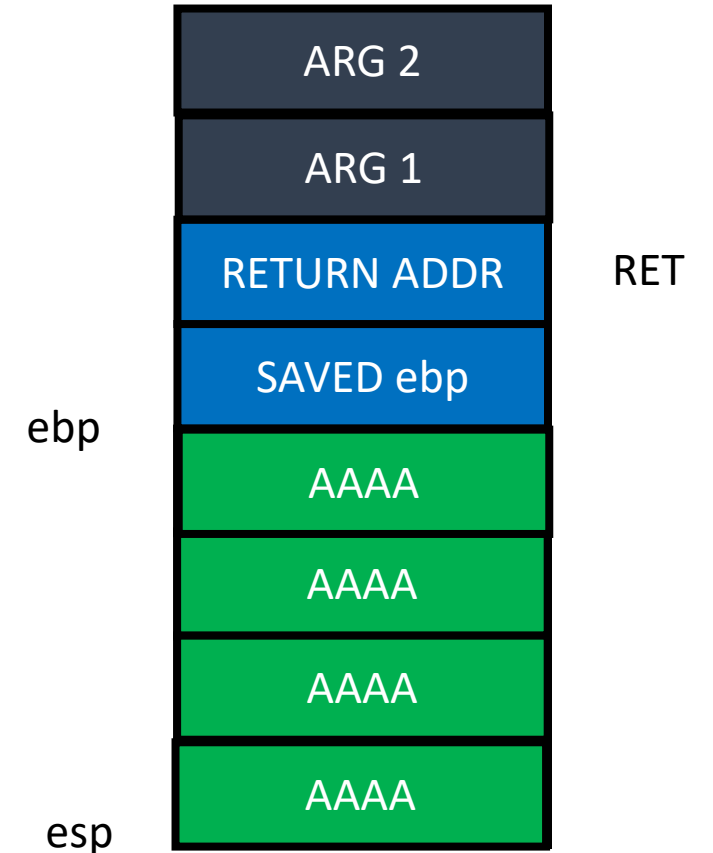 ARG 2
ARG 1
RETURN ADDR
RET
SAVED ebp
ebp
AAAA
AAAA
AAAA
AAAA
esp